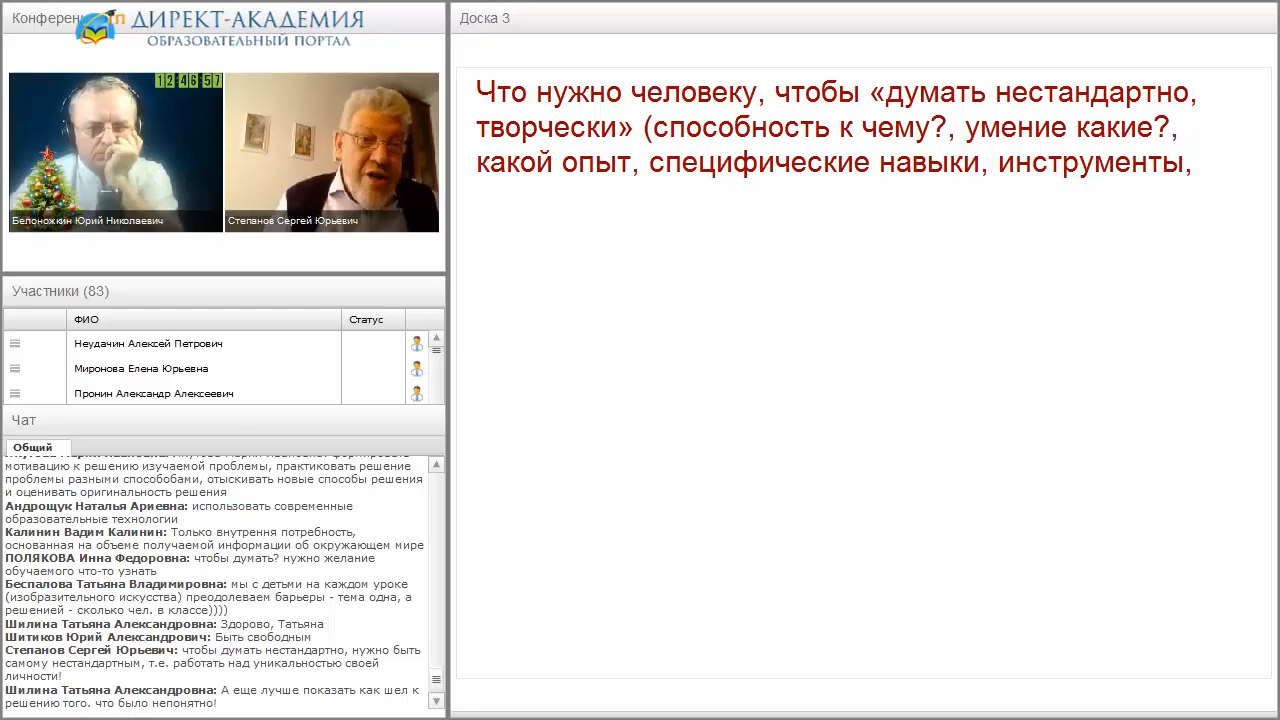 Конферен
ДИРЕКТ-АКАДЕМИЯ
ОБРАЗОВАТЕЛЬНЫЙ ПОРТАЛ
12:46:57
Белоножкин Юрий Николаевич
Степанов Сергей Юрьевич
Участники (83)
ФИО Статус
Неудачин Алексей Петрович
Миронова Елена Юрьевна
Пронин Александр Алексеевич
Чат
Общий
мотивацию к решению изучаемой проблемы, практиковать решение
проблемы разными способобами, отыскивать новые способы решения
и оценивать оригинальность решения
Андрощук Наталья Ариевна: использовать современные
образовательные технологии
Калинин Вадим Калинин: Только внутрення потребность,
основанная на объеме получаемой информации об окружающем мире
ПОЛЯКОВА Инна Федоровна: чтобы думать? нужно желание
обучаемого что-то узнать
Беспалова Татьяна Владимировна: мы с детьми на каждом уроке
(изобразительного искусства) преодолеваем барьеры - тема одна, а
решенией - сколько чел. в классе))))
Шилина Татьяна Александровна: Здорово, Татьяна
Шитиков Юрий Александрович: Быть свободным
Степанов Сергей Юрьевич: чтобы думать нестандартно, нужно быть
самому нестандартным, т.е. работать над уникальностью своей
личности!
Шилина Татьяна Александровна: А еще лучше показать как шел к
решению того. что было непонятно!
Доска 3
Что нужно человеку, чтобы «думать нестандартно,
творчески» (способность к чему?, умение какие?,
какой опыт, специфические навыки, инструменты,